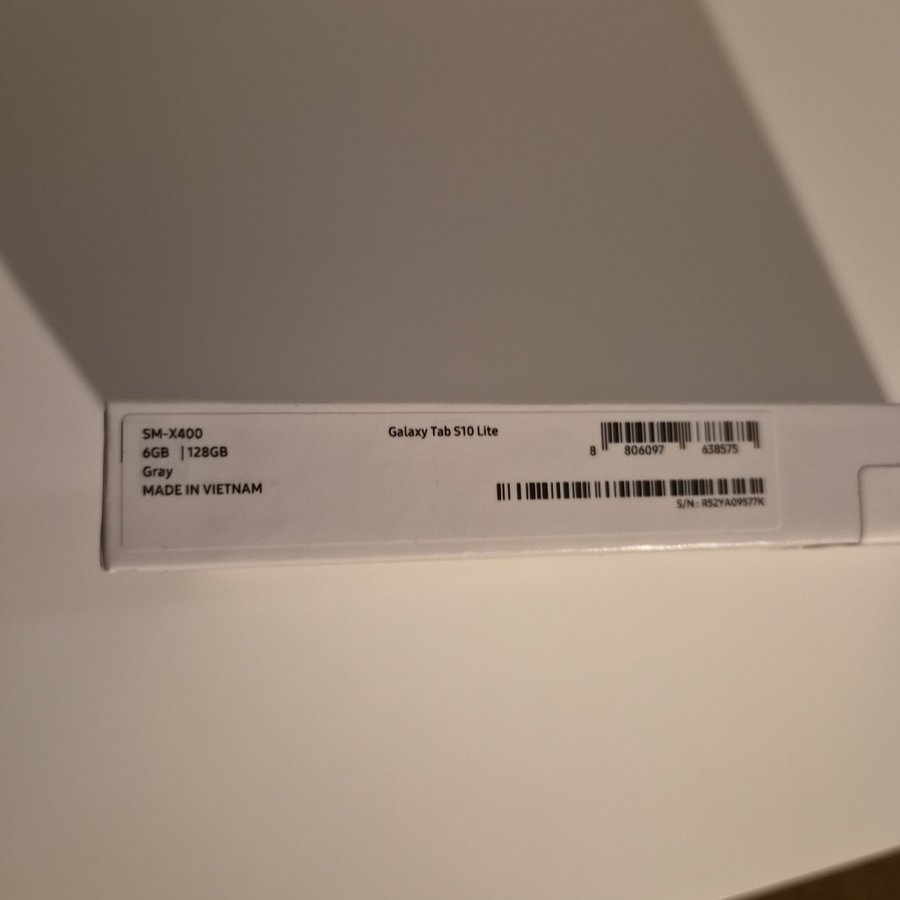 SM-X400
6GB | 128GB
Gray
MADE IN VIETNAM
Galaxy Tab S10 Lite
8 806097 638575
S/N.: R52YA09577K